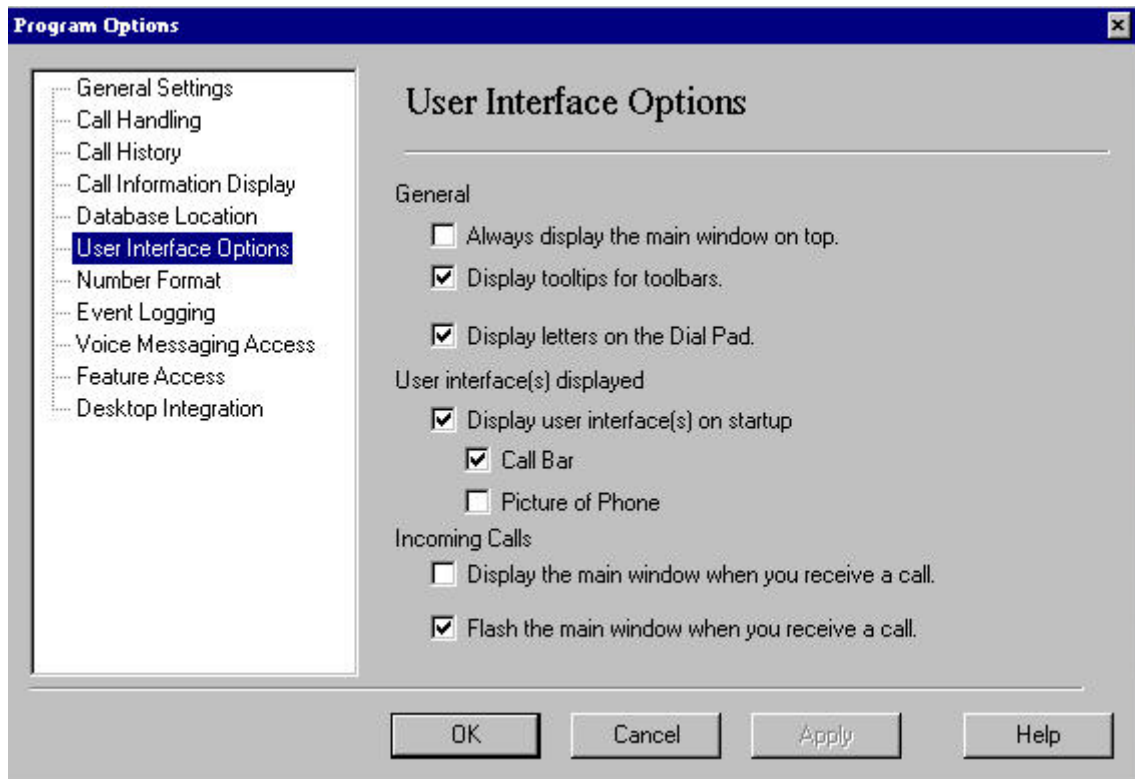 Program Options
General Settings
Call Handling
Call History
Call Information Display
Database Location
User Interface Options
Number Format
Event Logging
Voice Messaging Access
Feature Access
Desktop Integration
User Interface Options
General
Always display the main window on top.
Display tooltips for toolbars.
Display letters on the Dial Pad.
User interface(s) displayed
Display user interface(s) on startup
Call Bar
Picture of Phone
Incoming Calls
Display the main window when you receive a call.
Flash the main window when you receive a call.
OK Cancel Apply Help